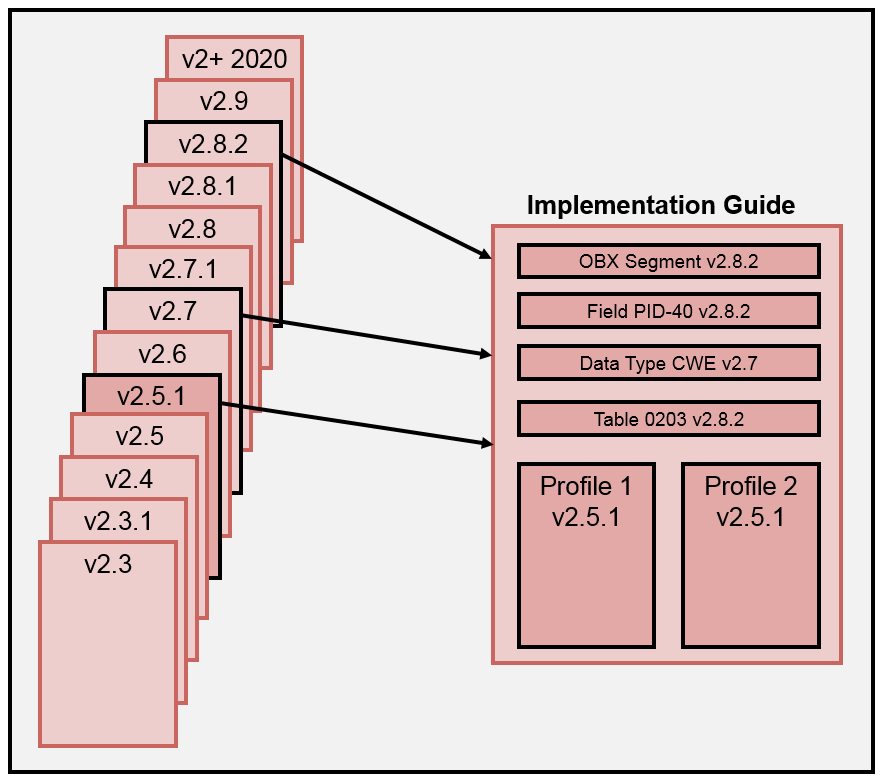 v2+ 2020
v2.9
v2.8.2
v2.8.1
v2.8
v2.7.1
v2.7
v2.6
v2.5.1
v2.5
v2.4
v2.3.1
v2.3
Implementation Guide
OBX Segment v2.8.2
Field PID-40 v2.8.2
Data Type CWE v2.7
Table 0203 v2.8.2
Profile 1
v2.5.1
Profile 2
v2.5.1